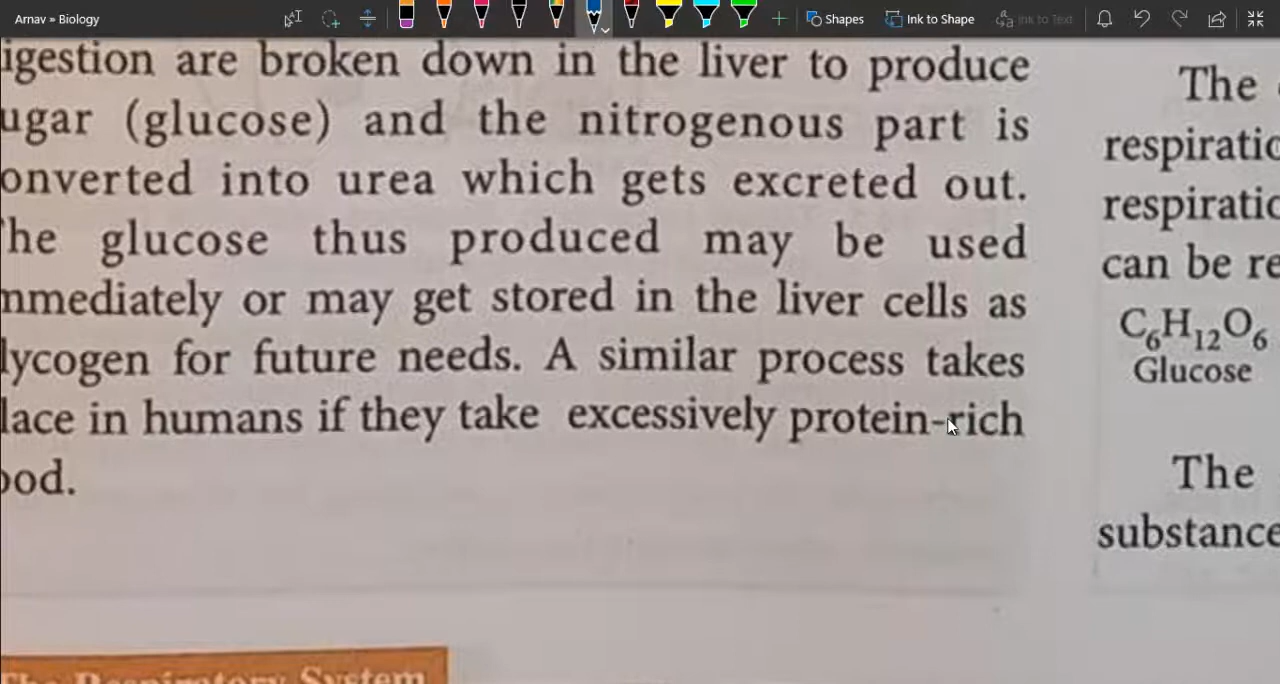 Arnav » Biology
Shapes
Ink to Shape
Ink to Text
igestion are broken down in the liver to produce
ugar (glucose) and the nitrogenous part is
onverted into urea which gets excreted out.
he glucose thus produced may be used
mmediately or may get stored in the liver cells as
lycogen for future needs. A similar process takes
lace in humans if they take excessively protein-rich
ood.
The Respiratory System
The
respiratio
respiratio
can be re
C₆H₁₂O₆
Glucose
The
substance